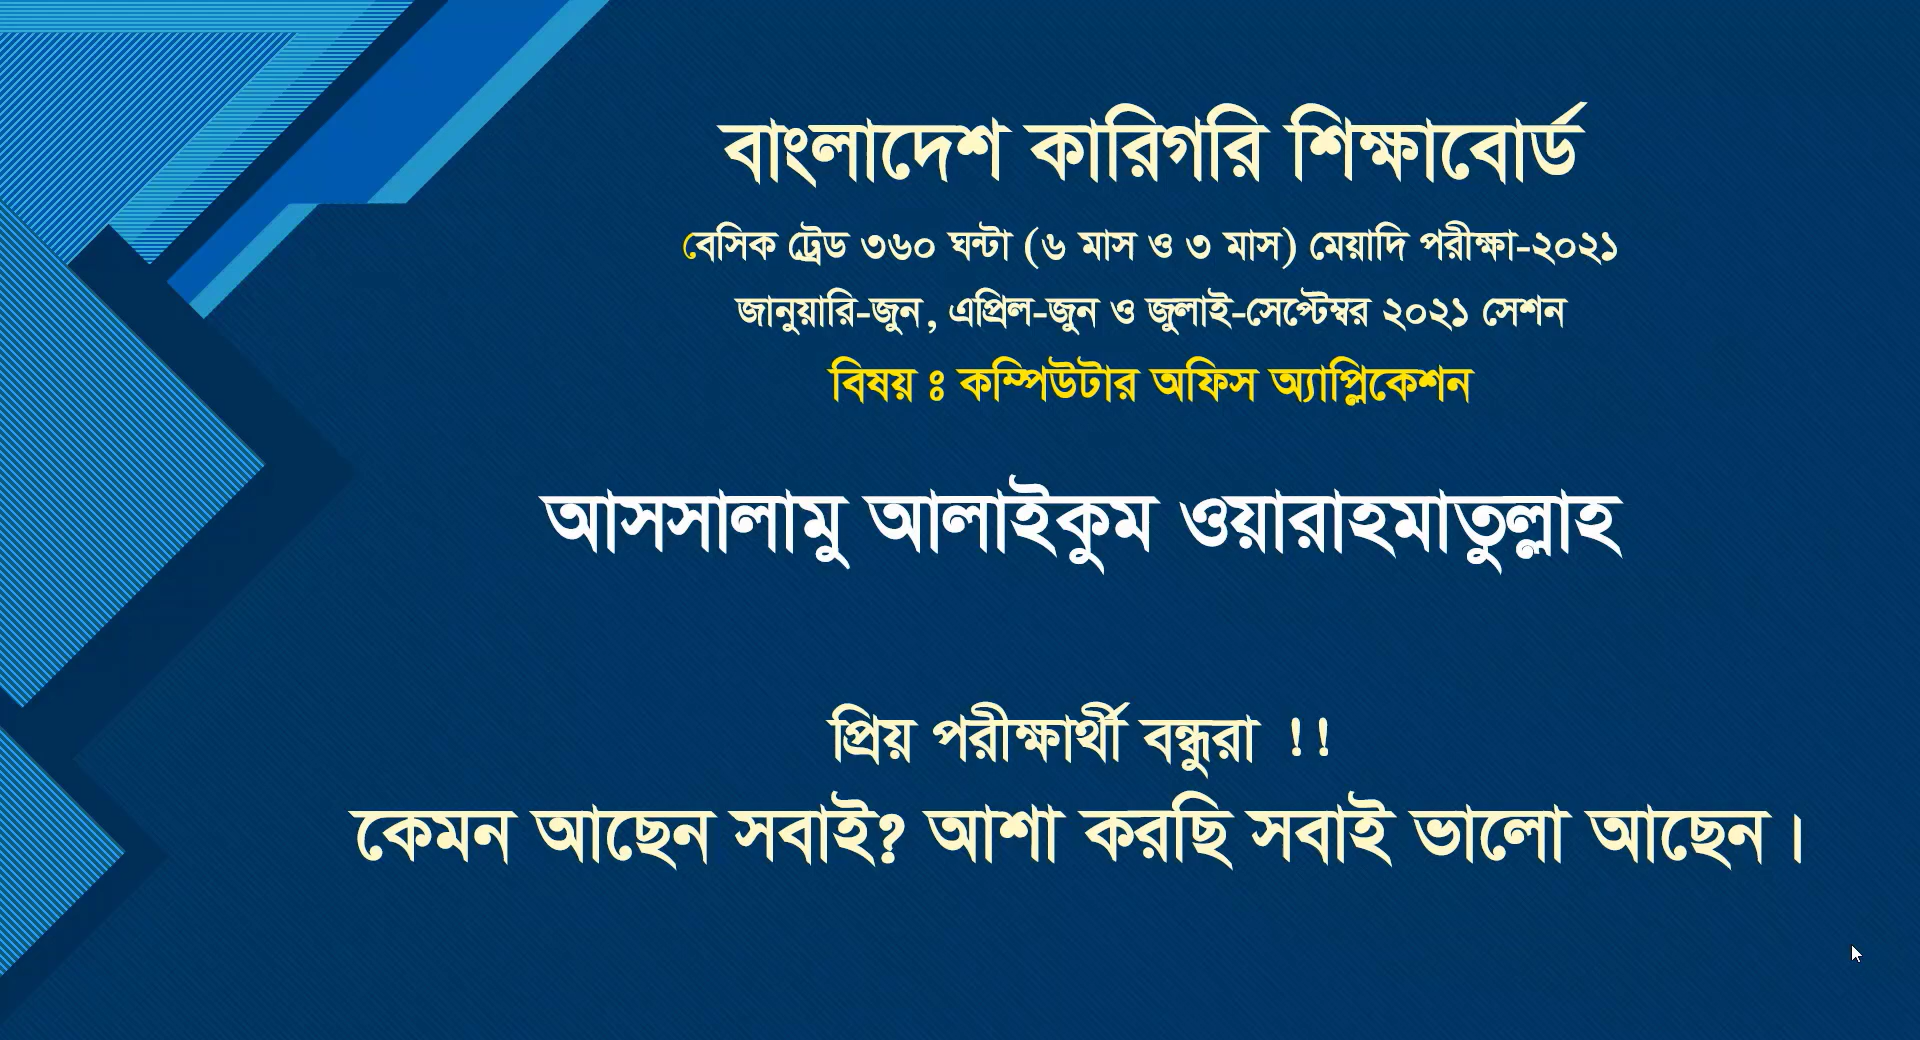 বাংলাদেশ কারিগরি শিক্ষাবোর্ড
বেসিক ট্রেড ৩৬০ ঘন্টা (৬ মাস ও ৩ মাস) মেয়াদি পরীক্ষা-২০২১
জানুয়ারি-জুন, এপ্রিল-জুন ও জুলাই-সেপ্টেম্বর ২০২১ সেশন
বিষয় ঃ কম্পিউটার অফিস অ্যাপ্লিকেশন
আসসালামু আলাইকুম ওয়ারাহমাতুল্লাহ
প্রিয় পরীক্ষার্থী বন্ধুরা !!
কেমন আছেন সবাই? আশা করছি সবাই ভালো আছেন।